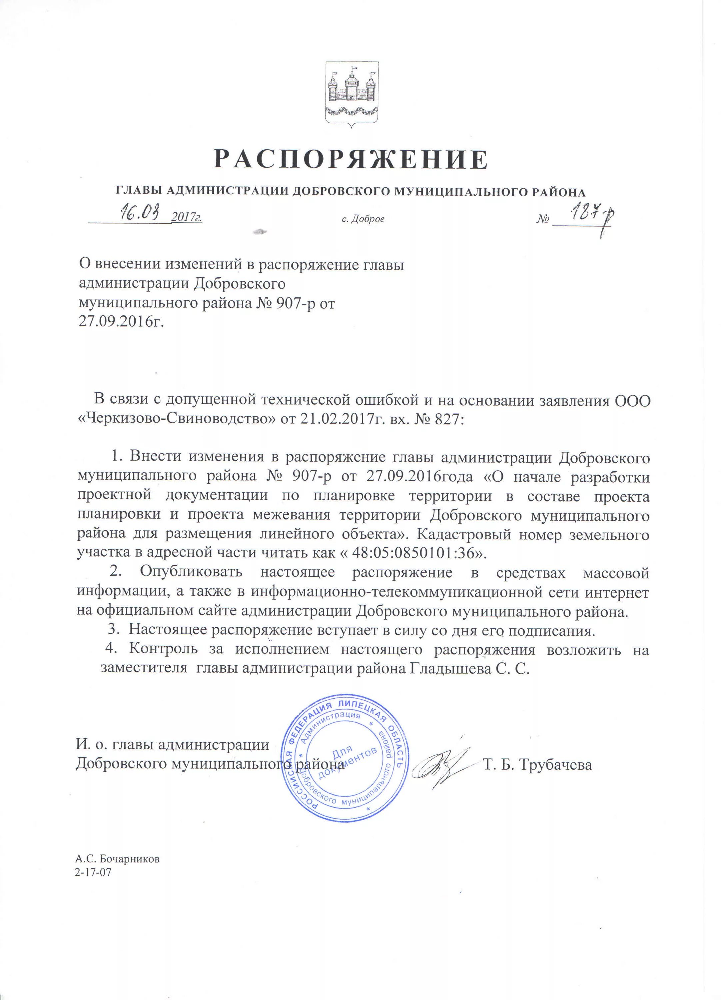 РАСПОРЯЖЕНИЕ
ГЛАВЫ АДМИНИСТРАЦИИ ДОБРОВСКОГО МУНИЦИПАЛЬНОГО РАЙОНА
16.03 2017г. с. Доброе № 187-р
О внесении изменений в распоряжение главы
администрации Добровского
муниципального района № 907-р от
27.09.2016г.
В связи с допущенной технической ошибкой и на основании заявления ООО
«Черкизово-Свиноводство» от 21.02.2017г. вх. № 827:
1. Внести изменения в распоряжение главы администрации Добровского
муниципального района № 907-р от 27.09.2016года «О начале разработки
проектной документации по планировке территории в составе проекта
планировки и проекта межевания территории Добровского муниципального
района для размещения линейного объекта». Кадастровый номер земельного
участка в адресной части читать как « 48:05:0850101:36».
2. Опубликовать настоящее распоряжение в средствах массовой
информации, а также в информационно-телекоммуникационной сети интернет
на официальном сайте администрации Добровского муниципального района.
3. Настоящее распоряжение вступает в силу со дня его подписания.
4. Контроль за исполнением настоящего распоряжения возложить на
заместителя главы администрации района Гладышева С. С.
И. о. главы администрации
Добровского муниципального района Т. Б. Трубачева
РОССИЙСКАЯ ФЕДЕРАЦИЯ ЛИПЕЦКАЯ ОБЛАСТЬ *
* Администрация *
Добровского муниципального района
Для
документов
А.С. Бочарников
2-17-07